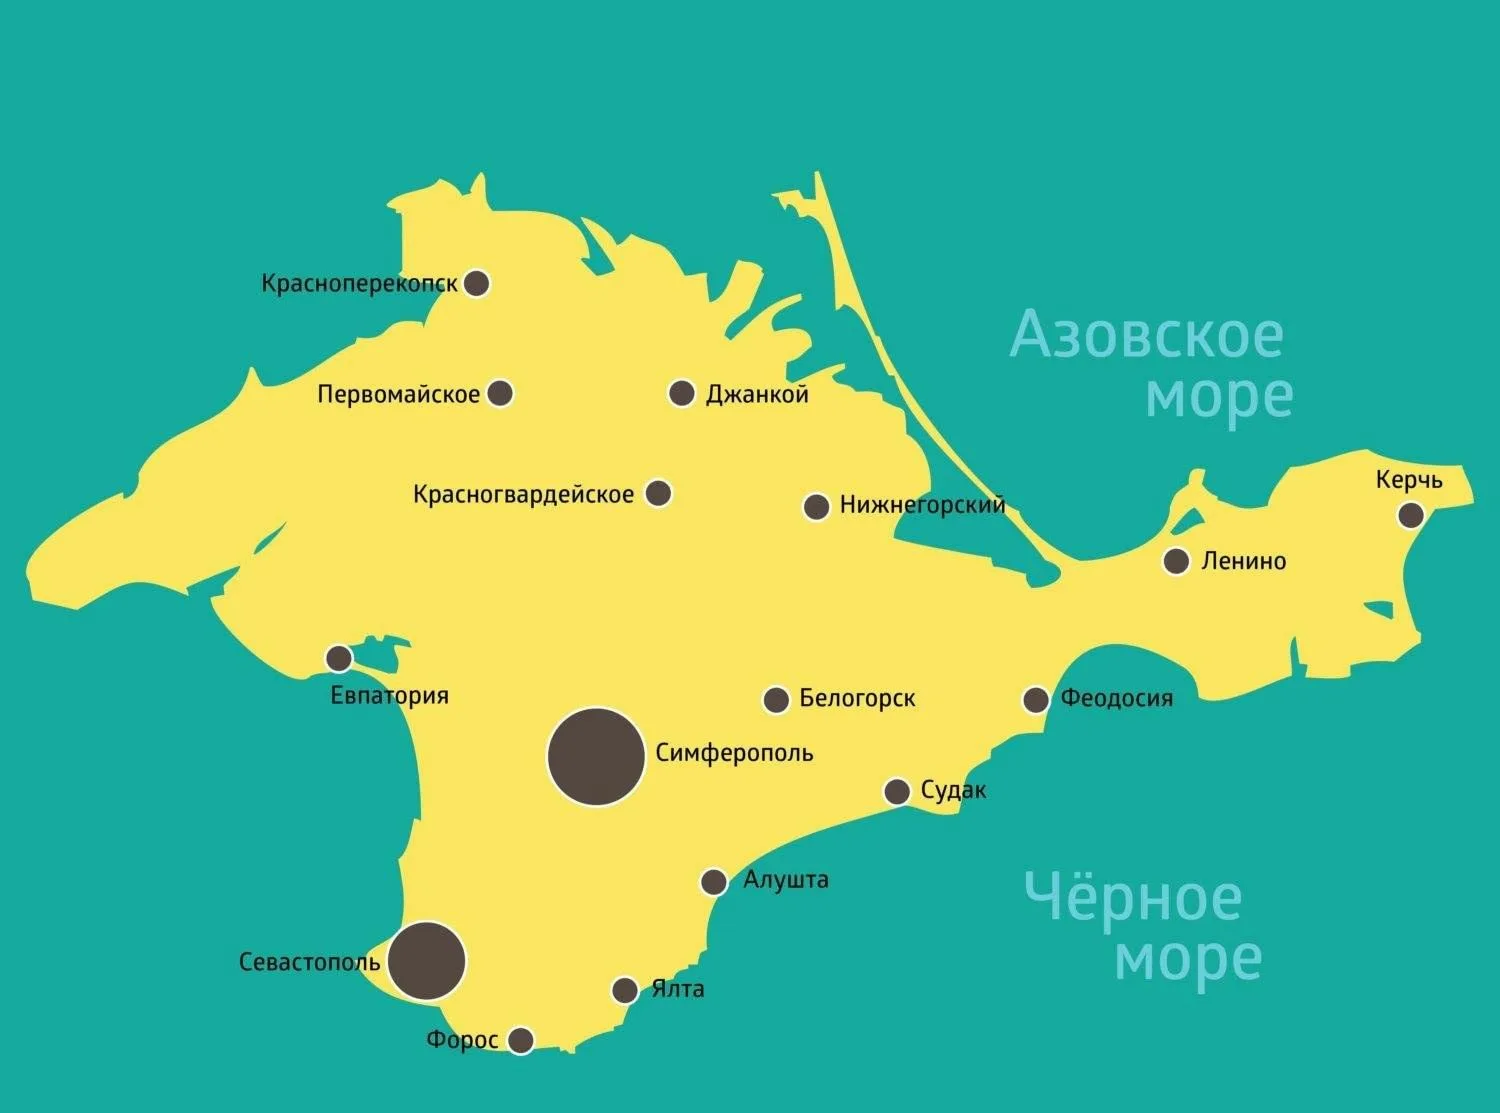 Красноперекопск
Азовское
море
Первомайское
Джанкой
Керчь
Красногвардейское
Нижнегорский
Ленино
Евпатория
Белогорск
Феодосия
Симферополь
Судак
Алушта
Чёрное
море
Севастополь
Ялта
Форос